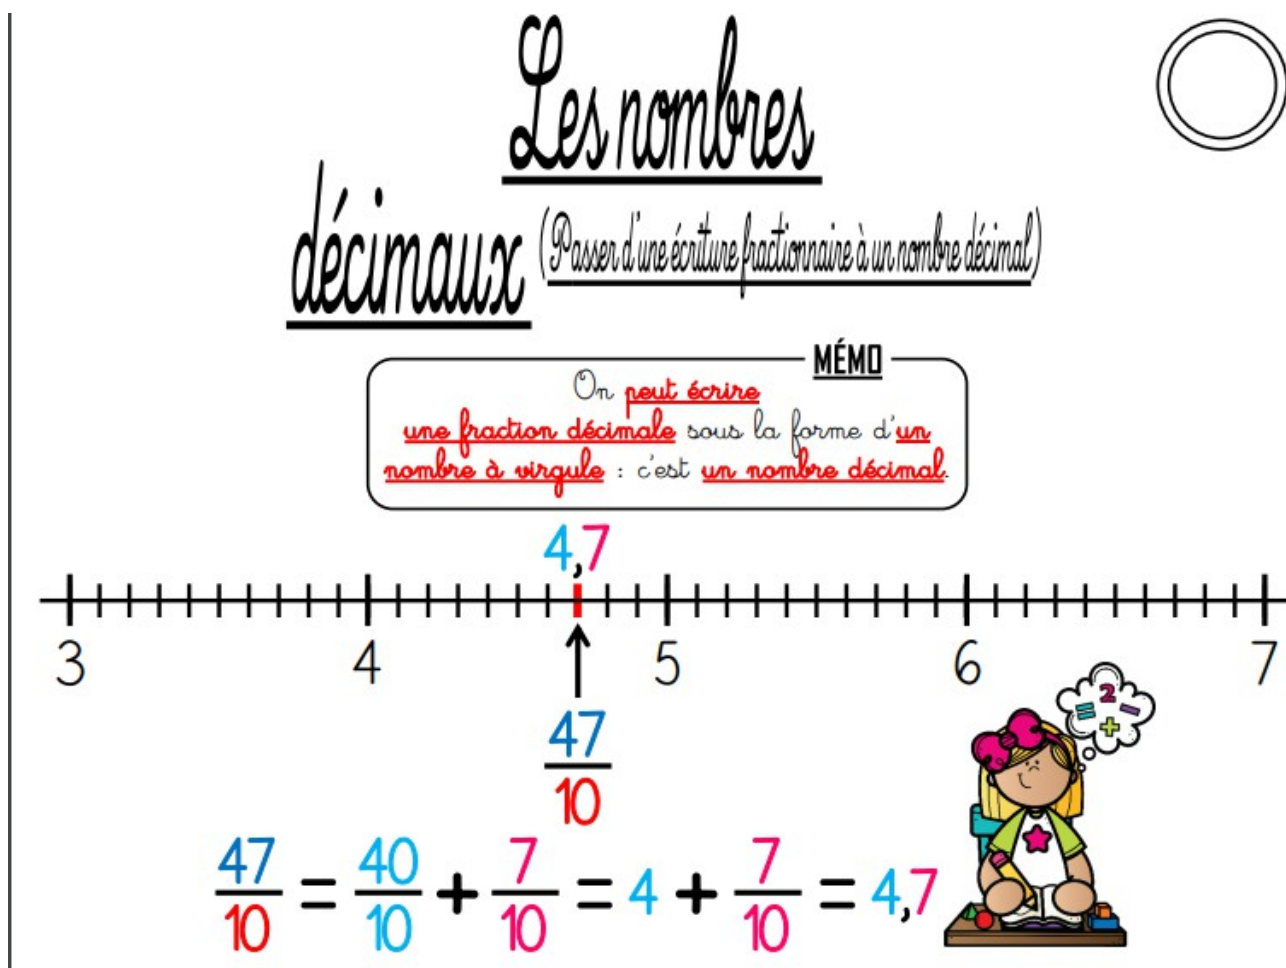 Les nombres
décimaux (Passer d'une écriture fractionnaire à un nombre décimal)
MÉMO
On peut écrire
une fraction décimale sous la forme d'un
nombre à virgule : c'est un nombre décimal.
4,7
3 4 5 6 7
47
10
2
= −
+
47/10 = 40/10 + 7/10 = 4 + 7/10 = 4,7